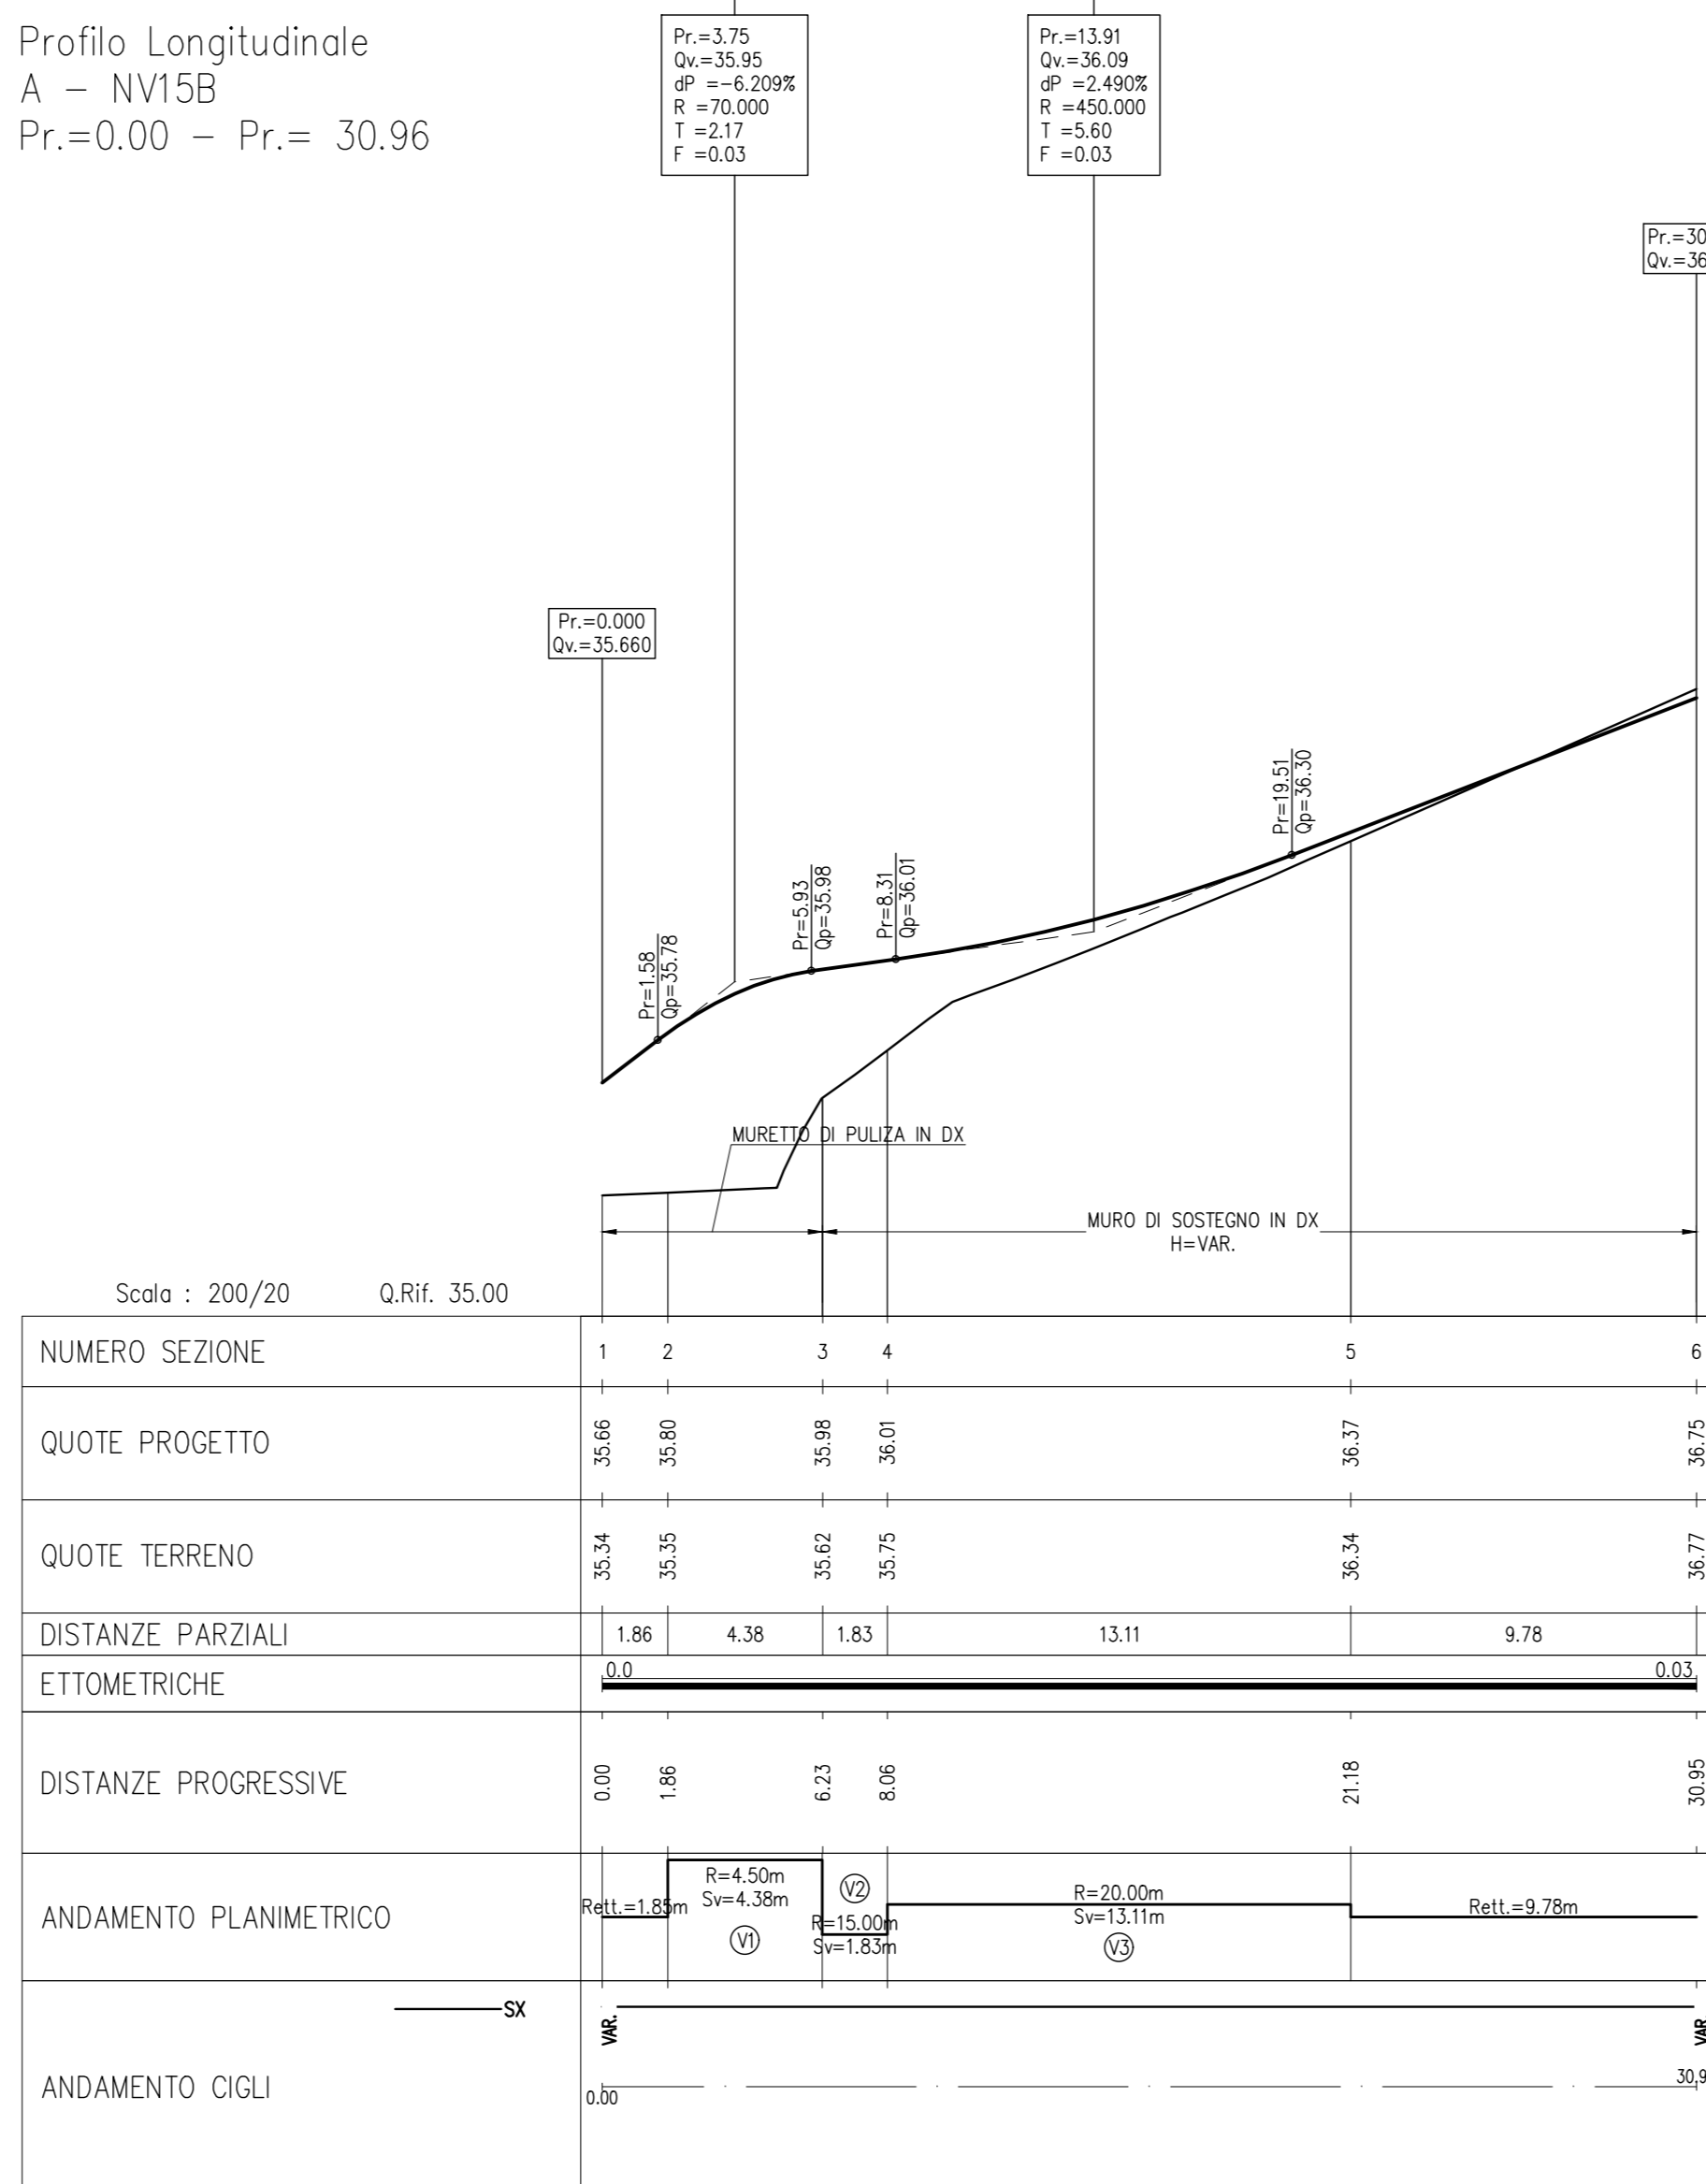 Profilo Longitudinale
A - NV15B
Pr.=0.00 - Pr.= 30.96
Pr.=3.75
Qv.=35.95
dP =-6.209%
R =70.000
T =2.17
F =0.03
Pr.=13.91
Qv.=36.09
dP =2.490%
R =450.000
T =5.60
F =0.03
Pr.=30
Qv.=36
Pr.=0.000
Qv.=35.660
Pr=1.58
Qp=35.78
Pr=5.93
Qp=35.98
Pr=8.31
Qp=36.01
Pr=19.51
Qp=36.30
MURETTO DI PULIZA IN DX
MURO DI SOSTEGNO IN DX
H=VAR.
Scala : 200/20 Q.Rif. 35.00
NUMERO SEZIONE 1 2 3 4 5 6
QUOTE PROGETTO 35.66 35.80 35.98 36.01 36.37 36.75
QUOTE TERRENO 35.34 35.35 35.62 35.75 36.34 36.77
DISTANZE PARZIALI 1.86 4.38 1.83 13.11 9.78
ETTOMETRICHE 0.0 0.03
DISTANZE PROGRESSIVE 0.00 1.86 6.23 8.06 21.18 30.95
ANDAMENTO PLANIMETRICO
Rett.=1.85m
R=4.50m
Sv=4.38m
V1
V2
R=15.00m
Sv=1.83m
R=20.00m
Sv=13.11m
V3
Rett.=9.78m
SX
VAR.
VAR
ANDAMENTO CIGLI
0.00
30,9